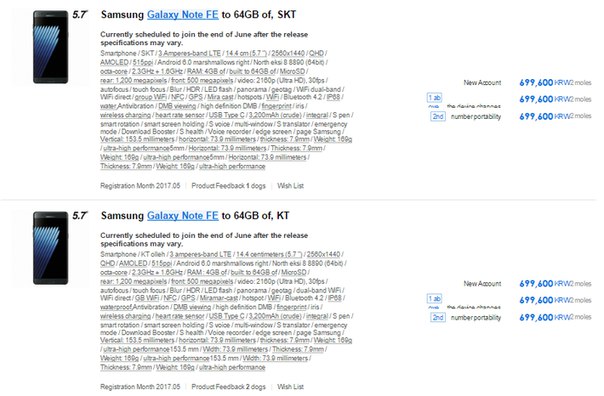 5.7"
Samsung Galaxy Note FE to 64GB of, SKT
Currently scheduled to join the end of June after the release
specifications may vary.
Smartphone / SKT / 3 Amperes-band LTE / 14.4 cm (5.7 ") / 2560x1440 / QHD
/ AMOLED / 515ppi / Android 6.0 marshmallows right / North eksi 8 8890 (64bit) /
octa-core / 2.3GHz + 1.6GHz / RAM: 4GB of / built: to 64GB of / MicroSD /
rear: 1,200 megapixels / front: 500 megapixels / video: 2160p (Ultra HD), 30fps /
autofocus / touch focus / Blur / HDR / LED flash / panorama / geotag / WiFi dual-band /
WiFi direct / group WiFi / NFC / GPS / Mira cast / hotspots / WiFi / Bluetooth 4.2 / IP68 /
water, Antivibration / DMB viewing / high definition DMB / fingerprint / iris /
wireless charging / heart rate sensor / USB Type C / 3,200mAh (crude) / integral / S pen /
smart rotation / smart screen holding / S voice / multi-window / S translator / emergency
mode / Download Booster / S health / Voice recorder / edge screen / page Samsung /
Vertical: 153.5 millimeters / horizontal: 73.9 millimeters / thickness: 7.9mm / Weight: 169g
/ ultra-high performance5mm / Horizontal: 73.9 millimeters / Thickness: 7.9mm /
Weight: 169g / ultra-high performance5mm / Horizontal: 73.9 millimeters /
Thickness: 7.9mm / Weight: 169g / ultra-high performance
New Account 699,600 KRW 2 moles
1 ab 699,600 KRW 2 moles
2nd number portability 699,600 KRW 2 moles
Registration Month 2017.05 | Product Feedback 1 dogs | Wish List
5.7"
Samsung Galaxy Note FE to 64GB of, KT
Currently scheduled to join the end of June after the release
specifications may vary.
Smartphone / KT olleh / 3 amperes-band LTE / 14.4 centimeters (5.7 ") / 2560x1440 /
QHD / AMOLED / 515ppi / Android 6.0 marshmallows right / North eksi 8 8890 (64bit) /
octa-core / 2.3GHz + 1.6GHz / RAM: 4GB of / built: to 64GB of / MicroSD /
rear: 1,200 megapixels / front: 500 megapixels / video: 2160p (Ultra HD), 30fps /
autofocus / touch focus / Blur / HDR / LED flash / panorama / geotag / dual-band WiFi /
WiFi direct / GB WiFi / NFC / GPS / Miramar-cast / hotspot / WiFi / Bluetooth 4.2 / IP68 /
waterproof, Antivibration / DMB viewing / high definition DMB / fingerprint / iris /
wireless charging / heart rate sensor / USB Type C / 3,200mAh (crude) / integral / S pen /
smart rotation / smart screen holding / S voice / multi-window / S translator / emergency
mode / Download Booster / S health / Voice recorder / edge screen / page Samsung /
Vertical: 153.5 millimeters / horizontal: 73.9 millimeters / thickness: 7.9mm / Weight: 169g
/ ultra-high performance153.5 mm / Width: 73.9 millimeters / Thickness: 7.9mm /
Weight: 169g / ultra-high performance153.5 mm / Width: 73.9 millimeters /
Thickness: 7.9mm / Weight: 169g / ultra-high performance
New Account 699,600 KRW 2 moles
1 ab 699,600 KRW 2 moles
2nd number portability 699,600 KRW 2 moles
Registration Month 2017.05 | Product Feedback 2 dogs | Wish List